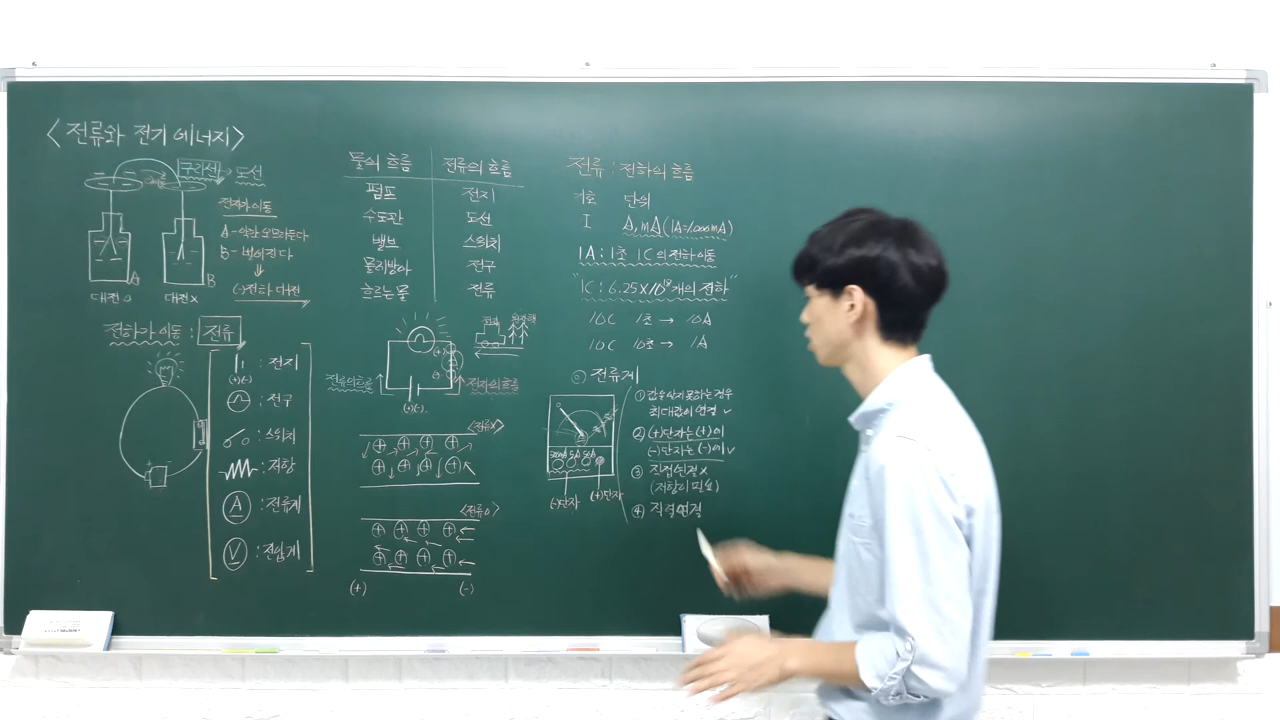 〈전류와 전기 에너지〉
구리선 → 도선
전자가 이동
A - 약간 오므라든다
B - 벌어진다
(-)전하 대전
A
B
대전O
대전X
전하가 이동 : 전류
(+)(-) : 전지
: 전구
: 스위치
: 저항
A : 전류계
V : 전압계
물의 흐름 전류의 흐름
펌프 전지
수도관 도선
밸브 스위치
물레방아 전구
흐르는 물 전류
전류의 흐름
전자의 흐름
(+) (-)
〈전류X〉
〈전류O〉
(+) (-)
전류 : 전하의 흐름
기호 단위
I A, mA (1A=1,000mA)
1A : 1초 1C의 전하 이동
"1C : 6.25×10¹⁸개의 전하"
10C 1초 → 10A
10C 10초 → 1A
◎ 전류계
500mA 5A 50A
(-)단자 (+)단자
① 값을 알지 못하는 경우
최대값에 연결 ✓
② (+)단자는 (+)에
(-)단자는 (-)에 ✓
③ 직접연결 X
(저항이 필요)
④ 직렬연결